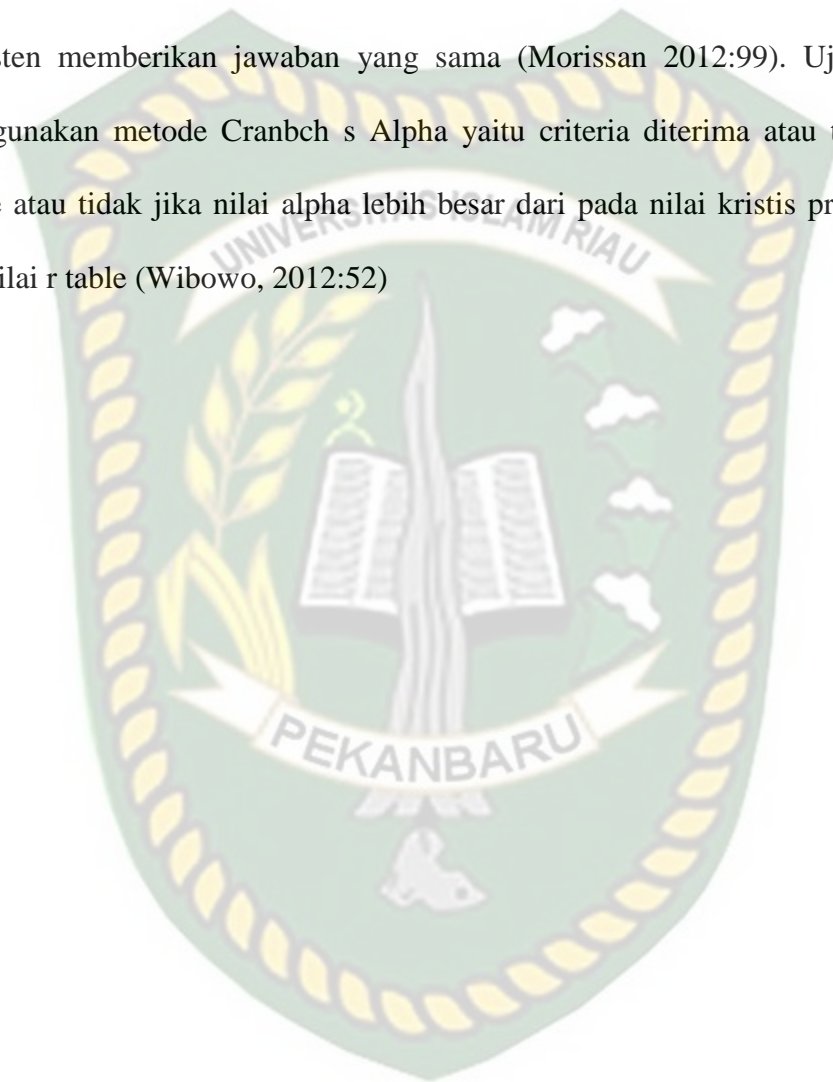 sten memberikan jawaban yang sama (Morissan 2012:99). Uj
gunakan metode Cranbch s Alpha yaitu criteria diterima atau t
e atau tidak jika nilai alpha lebih besar dari pada nilai kristis pr
ilai r table (Wibowo, 2012:52)
UNIVERSITAS ISLAM RIAU
PEKANBARU